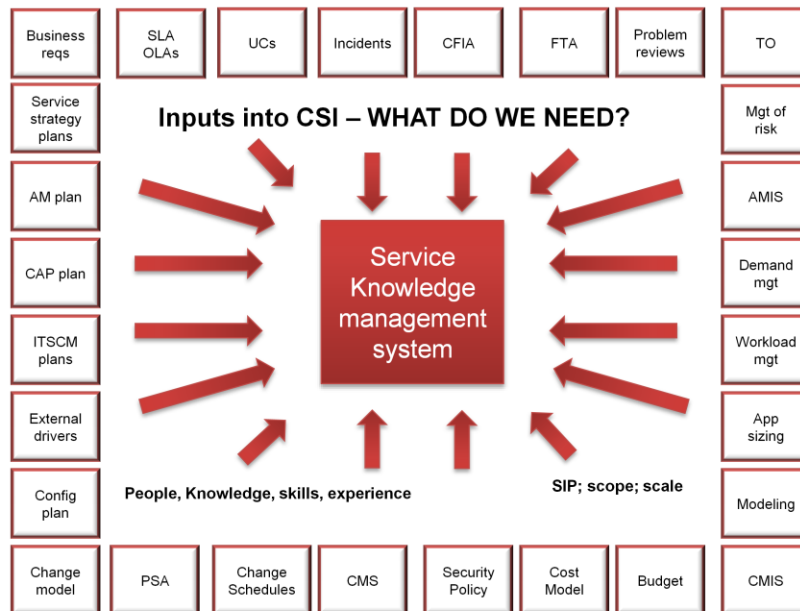 Business
reqs
SLA
OLAs
UCs
Incidents
CFIA
FTA
Problem
reviews
TO
Service
strategy
plans
Inputs into CSI – WHAT DO WE NEED?
Mgt of
risk
AM plan
AMIS
Service
Knowledge
management
system
CAP plan
Demand
mgt
ITSCM
plans
Workload
mgt
External
drivers
App
sizing
People, Knowledge, skills, experience
SIP; scope; scale
Config
plan
Modeling
Change
model
PSA
Change
Schedules
CMS
Security
Policy
Cost
Model
Budget
CMIS